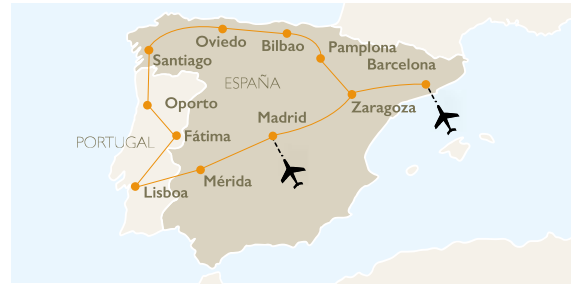 Oviedo
Bilbao
Pamplona
Santiago
Barcelona
ESPAÑA
Oporto
Zaragoza
Madrid
Fátima
PORTUGAL
Mérida
Lisboa